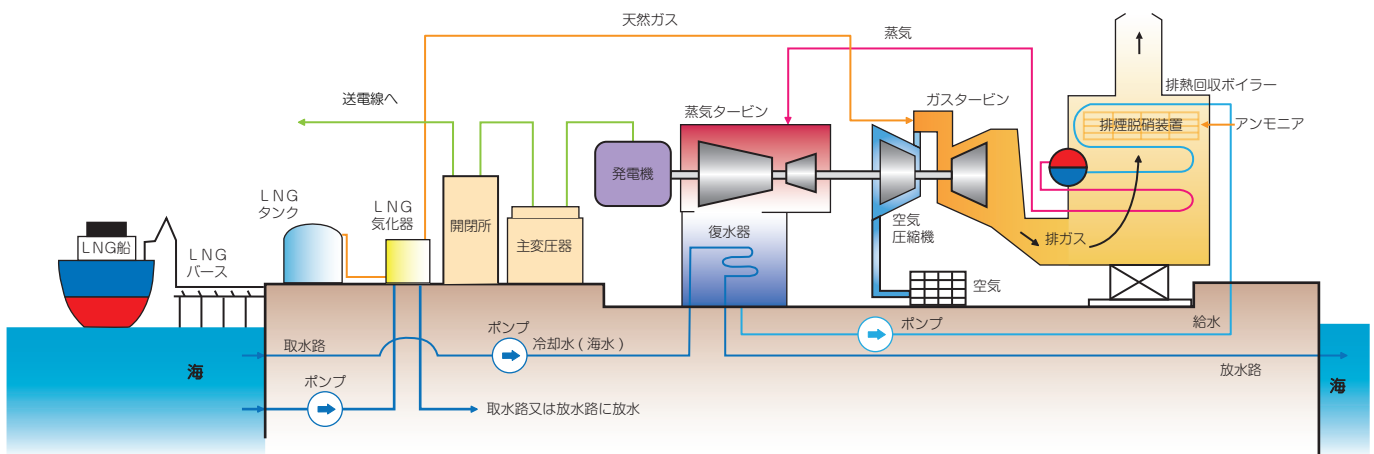 天然ガス
蒸気
排熱回収ボイラー
送電線へ
蒸気タービン
ガスタービン
排煙脱硝装置
アンモニア
発電機
LNG
タンク
LNG
気化器
開閉所
主変圧器
復水器
空気
圧縮機
排ガス
LNG船
LNG
バース
空気
取水路
ポンプ
冷却水(海水)
ポンプ
給水
放水路
海
海
ポンプ
取水路又は放水路に放水